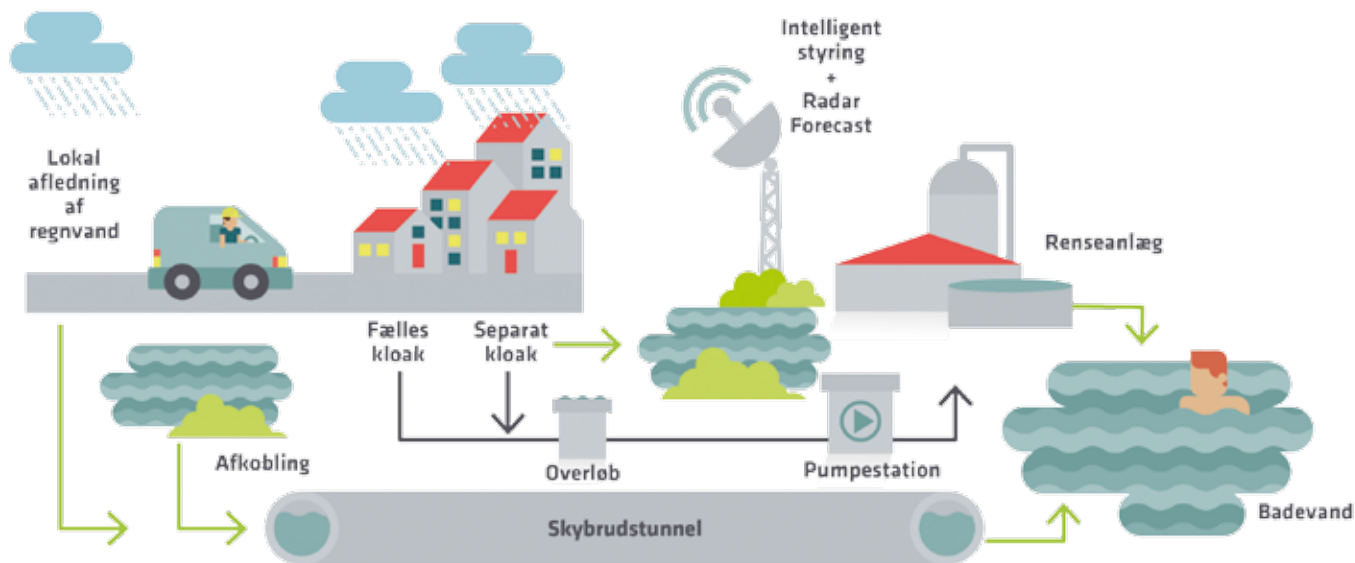 Intelligent
styring
+
Radar
Forecast
Lokal
afledning
af
regnvand
Renseanlæg
Fælles
kloak
Separat
kloak
Afkobling
Overløb
Pumpestation
Skybrudstunnel
Badevand